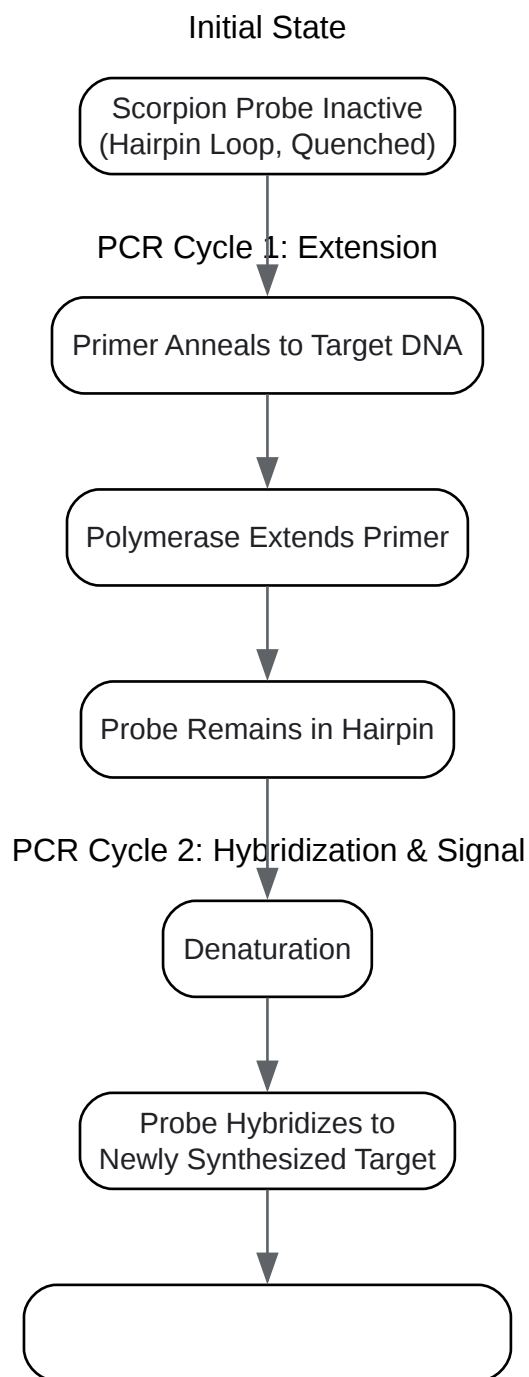 Initial State
Scorpion Probe Inactive
(Hairpin Loop, Quenched)
PCR Cycle 1: Extension
Primer Anneals to Target DNA
Polymerase Extends Primer
Probe Remains in Hairpin
PCR Cycle 2: Hybridization & Signal
Denaturation
Probe Hybridizes to
Newly Synthesized Target